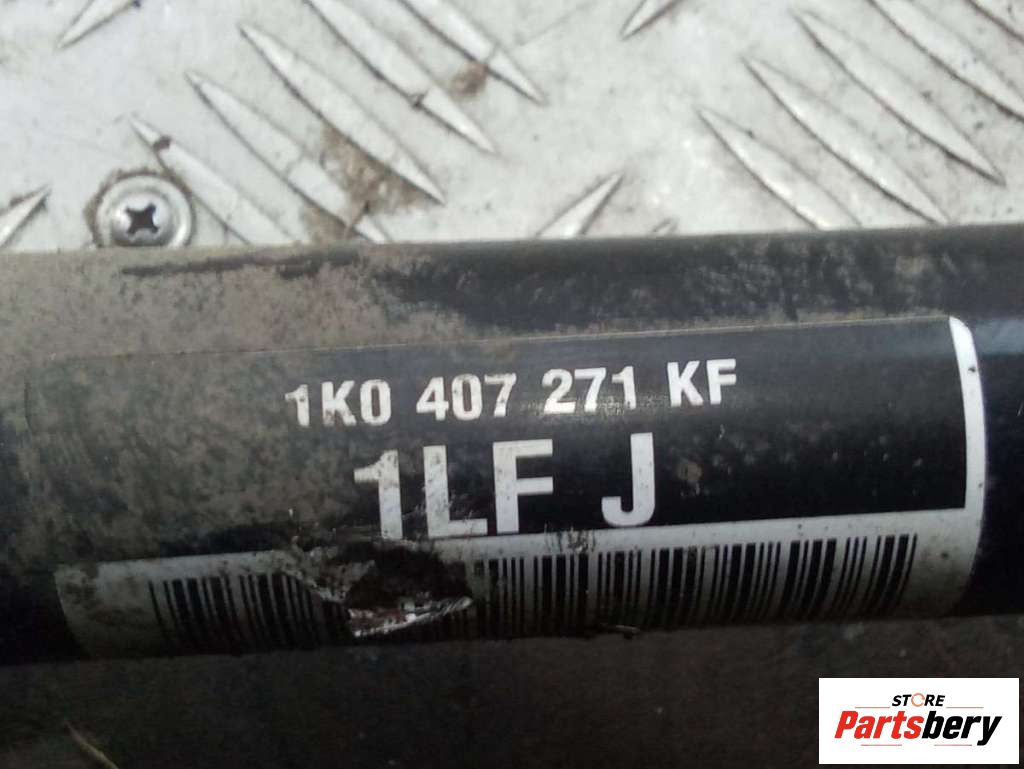 1K0 407 271 KF
1LF J
STORE
Partsbery